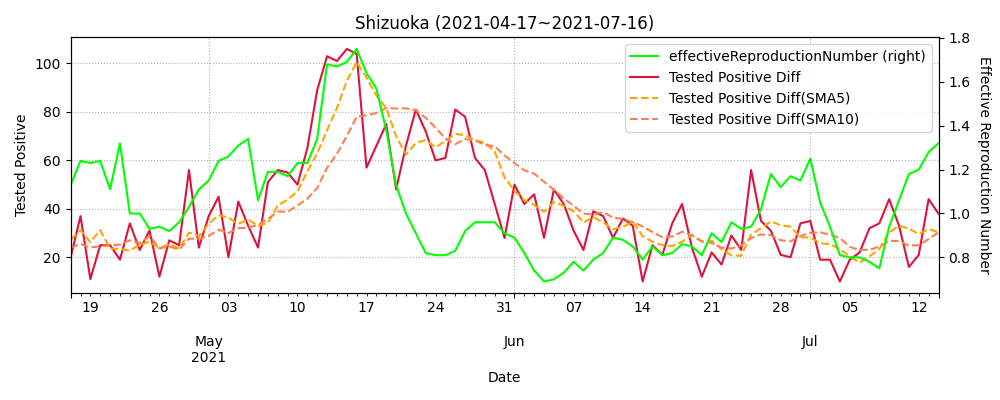 Shizuoka (2021-04-17~2021-07-16)
effectiveReproductionNumber (right)
Tested Positive Diff
Tested Positive Diff(SMA5)
Tested Positive Diff(SMA10)
Tested Positive
100
80
60
40
20
Effective Reproduction Number
1.8
1.6
1.4
1.2
1.0
0.8
19 26 03 10 17 24 31 07 14 21 28 05 12
May Jun Jul
2021
Date